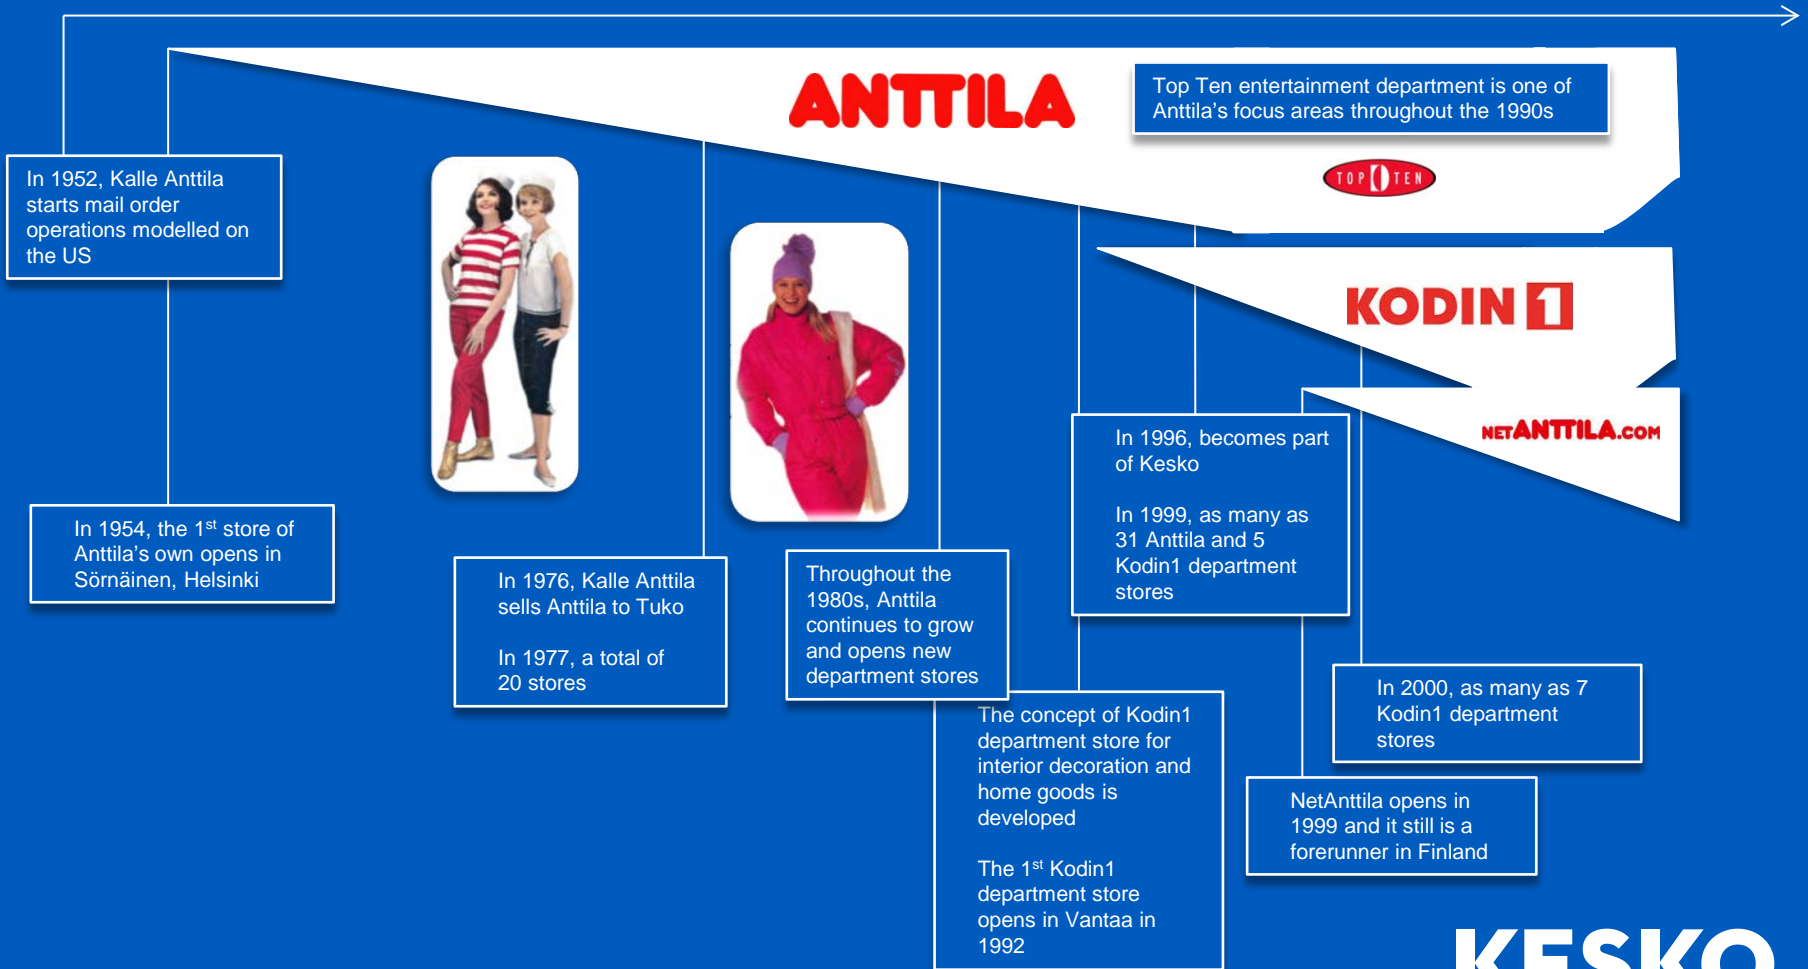 ANTTILA
Top Ten entertainment department is one of
Anttila’s focus areas throughout the 1990s
TOP TEN
In 1952, Kalle Anttila
starts mail order
operations modelled on
the US
KODIN 1
NETANTTILA.COM
In 1954, the 1st store of
Anttila’s own opens in
Sörnäinen, Helsinki
In 1976, Kalle Anttila
sells Anttila to Tuko
In 1977, a total of
20 stores
Throughout the
1980s, Anttila
continues to grow
and opens new
department stores
The concept of Kodin1
department store for
interior decoration and
home goods is
developed
The 1st Kodin1
department store
opens in Vantaa in
1992
In 1996, becomes part
of Kesko
In 1999, as many as
31 Anttila and 5
Kodin1 department
stores
In 2000, as many as 7
Kodin1 department
stores
NetAnttila opens in
1999 and it still is a
forerunner in Finland
KESKO